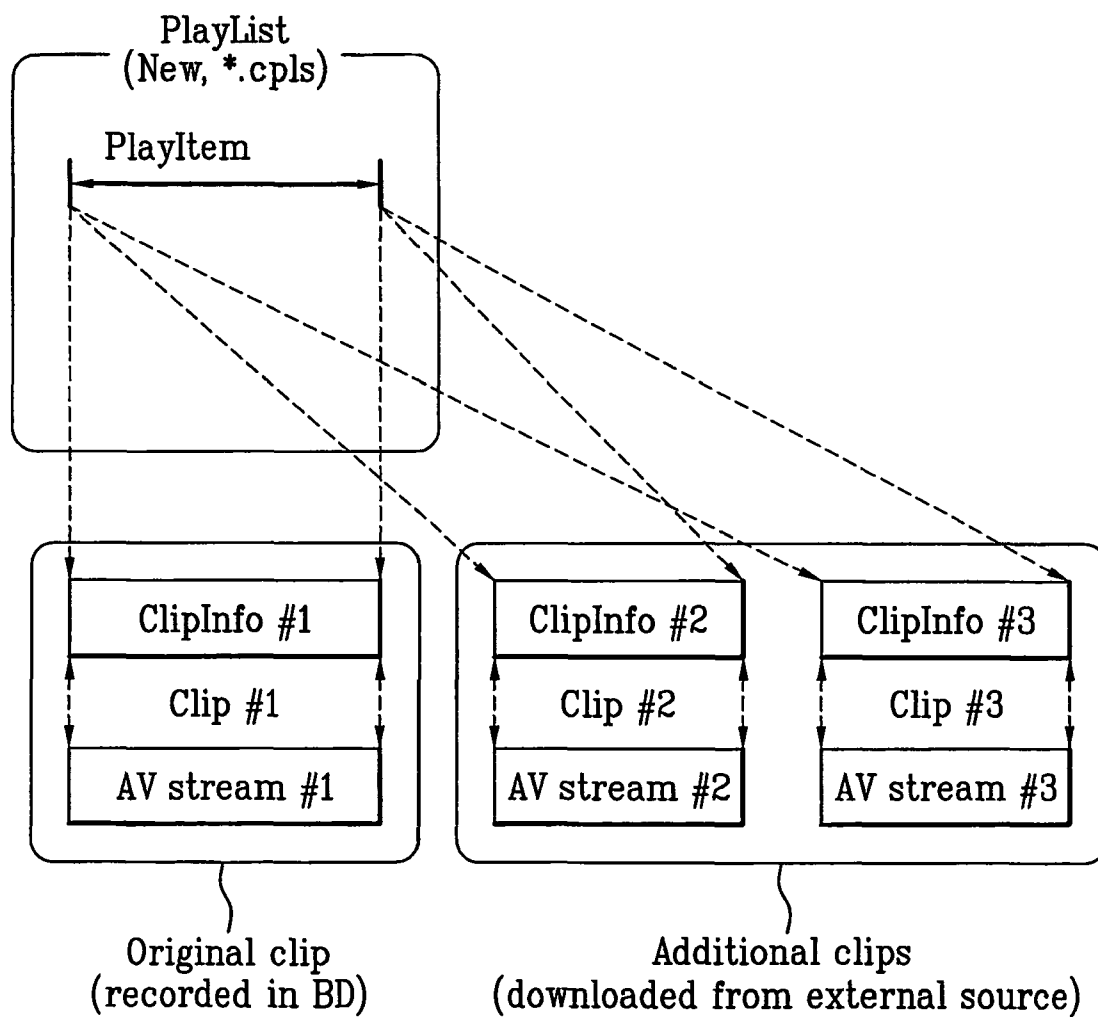 PlayList
(New, *.cpls)
PlayItem
ClipInfo #1
Clip #1
AV stream #1
ClipInfo #2
Clip #2
AV stream #2
ClipInfo #3
Clip #3
AV stream #3
Original clip
(recorded in BD)
Additional clips
(downloaded from external source)